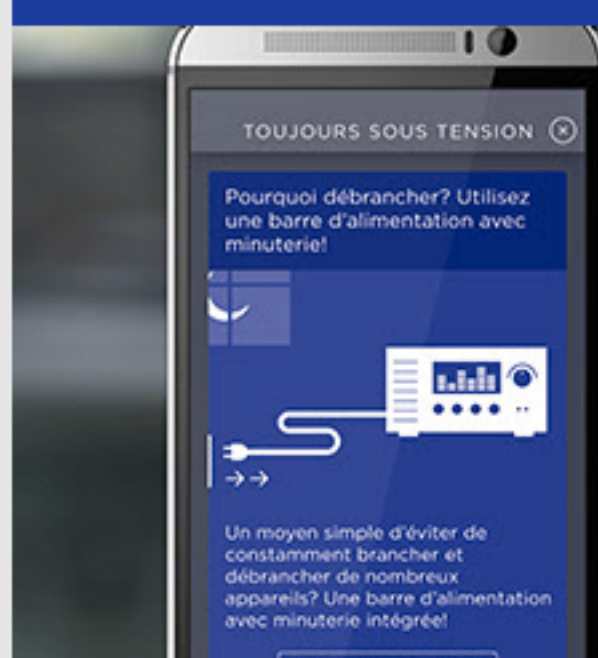 TOUJOURS SOUS TENSION
Pourquoi débrancher? Utilisez
une barre d'alimentation avec
minuterie!
Un moyen simple d'éviter de
constamment brancher et
débrancher de nombreux
appareils? Une barre d'alimentation
avec minuterie intégrée!